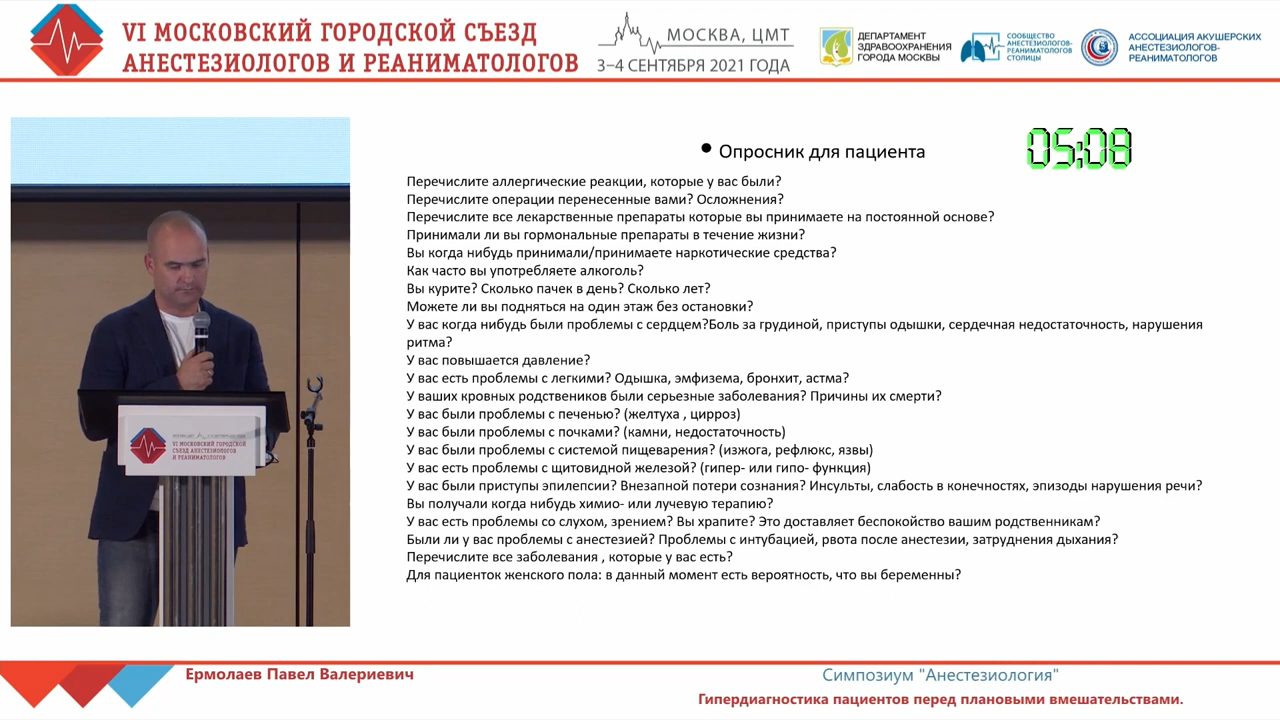 VI МОСКОВСКИЙ ГОРОДСКОЙ СЪЕЗД
АНЕСТЕЗИОЛОГОВ И РЕАНИМАТОЛОГОВ
МОСКВА, ЦМТ
3–4 СЕНТЯБРЯ 2021 ГОДА
ДЕПАРТАМЕНТ
ЗДРАВООХРАНЕНИЯ
ГОРОДА МОСКВЫ
СООБЩЕСТВО
АНЕСТЕЗИОЛОГОВ-
РЕАНИМАТОЛОГОВ
СТОЛИЦЫ
АССОЦИАЦИЯ АКУШЕРСКИХ
АНЕСТЕЗИОЛОГОВ-
РЕАНИМАТОЛОГОВ
• Опросник для пациента
05:08
Перечислите аллергические реакции, которые у вас были?
Перечислите операции перенесенные вами? Осложнения?
Перечислите все лекарственные препараты которые вы принимаете на постоянной основе?
Принимали ли вы гормональные препараты в течение жизни?
Вы когда нибудь принимали/принимаете наркотические средства?
Как часто вы употребляете алкоголь?
Вы курите? Сколько пачек в день? Сколько лет?
Можете ли вы подняться на один этаж без остановки?
У вас когда нибудь были проблемы с сердцем?Боль за грудиной, приступы одышки, сердечная недостаточность, нарушения
ритма?
У вас повышается давление?
У вас есть проблемы с легкими? Одышка, эмфизема, бронхит, астма?
У ваших кровных родствеников были серьезные заболевания? Причины их смерти?
У вас были проблемы с печенью? (желтуха , цирроз)
У вас были проблемы с почками? (камни, недостаточность)
У вас были проблемы с системой пищеварения? (изжога, рефлюкс, язвы)
У вас есть проблемы с щитовидной железой? (гипер- или гипо- функция)
У вас были приступы эпилепсии? Внезапной потери сознания? Инсульты, слабость в конечностях, эпизоды нарушения речи?
Вы получали когда нибудь химио- или лучевую терапию?
У вас есть проблемы со слухом, зрением? Вы храпите? Это доставляет беспокойство вашим родственникам?
Были ли у вас проблемы с анестезией? Проблемы с интубацией, рвота после анестезии, затруднения дыхания?
Перечислите все заболевания , которые у вас есть?
Для пациенток женского пола: в данный момент есть вероятность, что вы беременны?
VI МОСКОВСКИЙ ГОРОДСКОЙ
СЪЕЗД АНЕСТЕЗИОЛОГОВ
И РЕАНИМАТОЛОГОВ
Ермолаев Павел Валериевич
Симпозиум "Анестезиология"
Гипердиагностика пациентов перед плановыми вмешательствами.